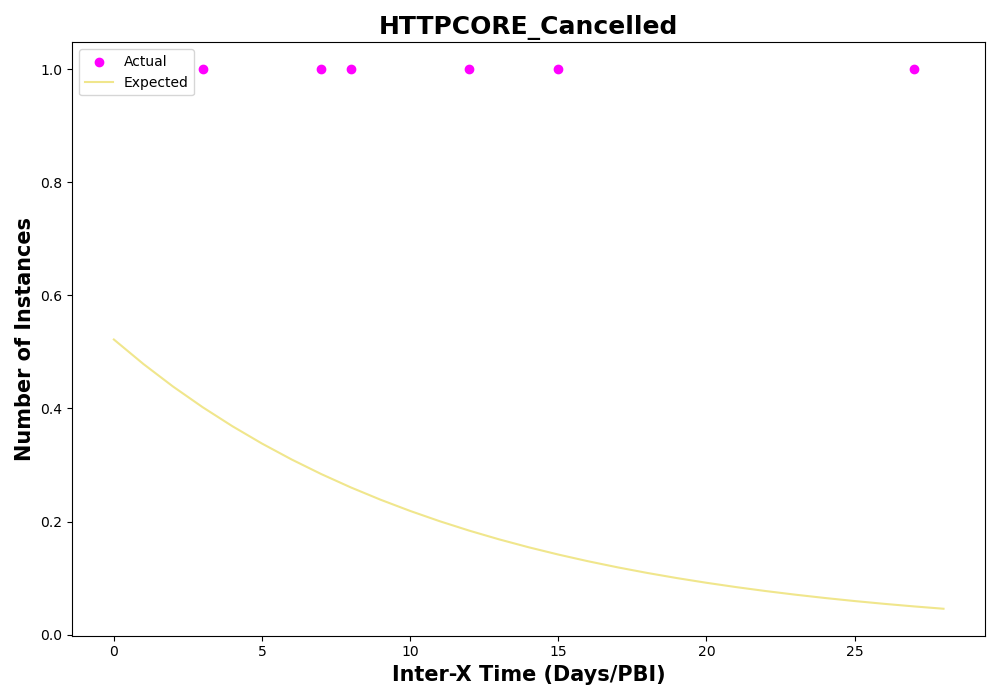 HTTPCORE_Cancelled
Actual
Expected
1.0
0.8
0.6
0.4
0.2
0.0
Number of Instances
0 5 10 15 20 25
Inter-X Time (Days/PBI)